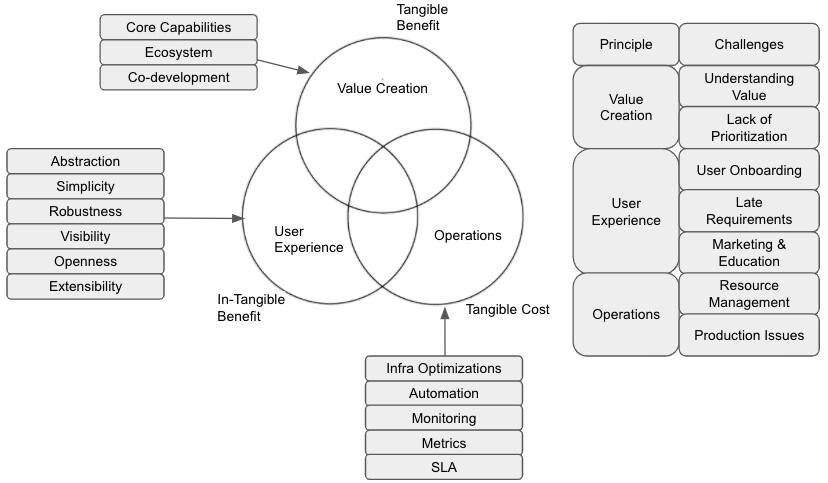 Tangible
Benefit
Core Capabilities
Ecosystem
Co-development
Value Creation
Abstraction
Simplicity
Robustness
Visibility
Openness
Extensibility
User
Experience
Operations
In-Tangible
Benefit
Tangible Cost
Infra Optimizations
Automation
Monitoring
Metrics
SLA
Principle
Challenges
Value
Creation
Understanding
Value
Lack of
Prioritization
User
Experience
User Onboarding
Late
Requirements
Marketing &
Education
Operations
Resource
Management
Production Issues